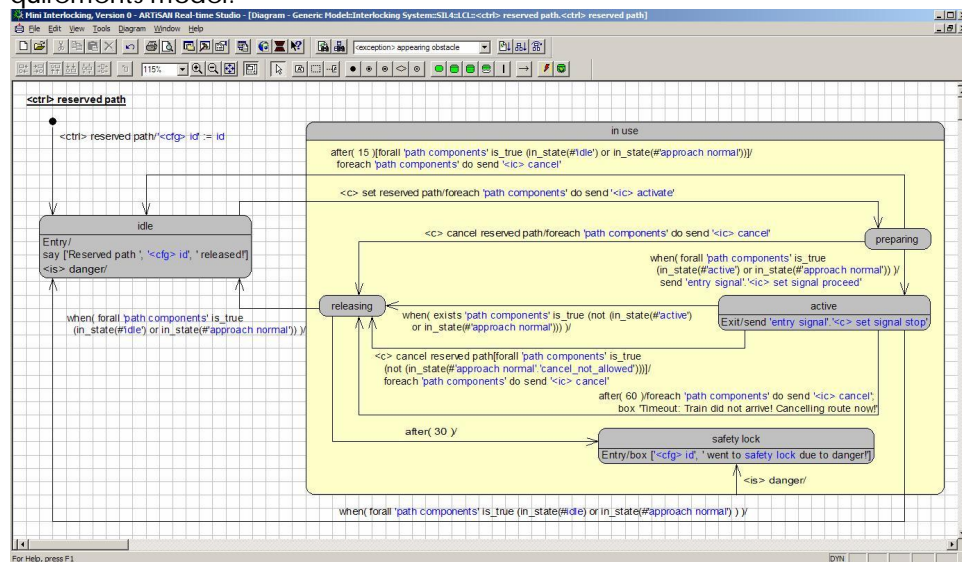 quirements model.
Mini Interlocking, Version 0 - ARTiSAN Real-time Studio - [Diagram - Generic Model::Interlocking System::SIL4::LCL::<ctrl> reserved path.<ctrl> reserved path]
File Edit View Tools Diagram Window Help
<exception> appearing obstacle
115%
<ctrl> reserved path
<ctrl> reserved path/'<cfg> id' := id
in use
after( 15 )[forall 'path components' is_true (in_state(#'idle') or in_state(#'approach normal'))]/
foreach 'path components' do send '<ic> cancel'
<c> set reserved path/foreach 'path components' do send '<ic> activate'
idle
Entry/
say ['Reserved path ', '<cfg> id', ' released!']
<is> danger/
<c> cancel reserved path/foreach 'path components' do send '<ic> cancel'
preparing
when( forall 'path components' is_true
(in_state(#'active') or in_state(#'approach normal')) )/
send 'entry signal'.'<c> set signal proceed'
releasing
active
Exit/send 'entry signal'.'<c> set signal stop'
when( forall 'path components' is_true
(in_state(#'idle') or in_state(#'approach normal')) )/
when( exists 'path components' is_true (not (in_state(#'active')
or in_state(#'approach normal'))) )/
<c> cancel reserved path[forall 'path components' is_true
(not (in_state(#'approach normal'.'cancel_not_allowed')))]/
foreach 'path components' do send '<ic> cancel'
after( 60 )/foreach 'path components' do send '<ic> cancel';
box 'Timeout: Train did not arrive! Cancelling route now!'
after( 30 )/
safety lock
Entry/box ['<cfg> id', ' went to safety lock due to danger!']
<is> danger/
when( forall 'path components' is_true (in_state(#idle) or in_state(#'approach normal') ) )/
For Help, press F1
DYN